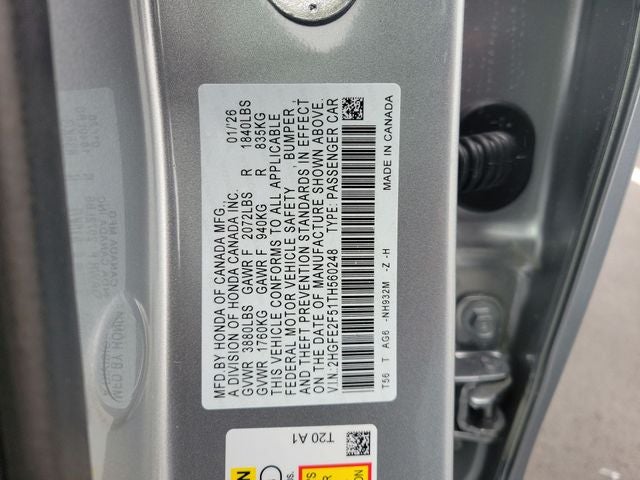 MFD BY HONDA OF CANADA MFG.,
A DIVISION OF HONDA CANADA INC. 01/'26
GVWR 3880LBS GAWR F 2072LBS R 1840LBS
GVWR 1760KG GAWR F 940KG R 835KG
THIS VEHICLE CONFORMS TO ALL APPLICABLE
FEDERAL MOTOR VEHICLE SAFETY , BUMPER ,
AND THEFT PREVENTION STANDARDS IN EFFECT
ON THE DATE OF MANUFACTURE SHOWN ABOVE.
V.I.N: 2HGFE2F51TH560248 TYPE: PASSENGER CAR
T56 T AG6 -NH932M -Z -H MADE IN CANADA
T20 A1